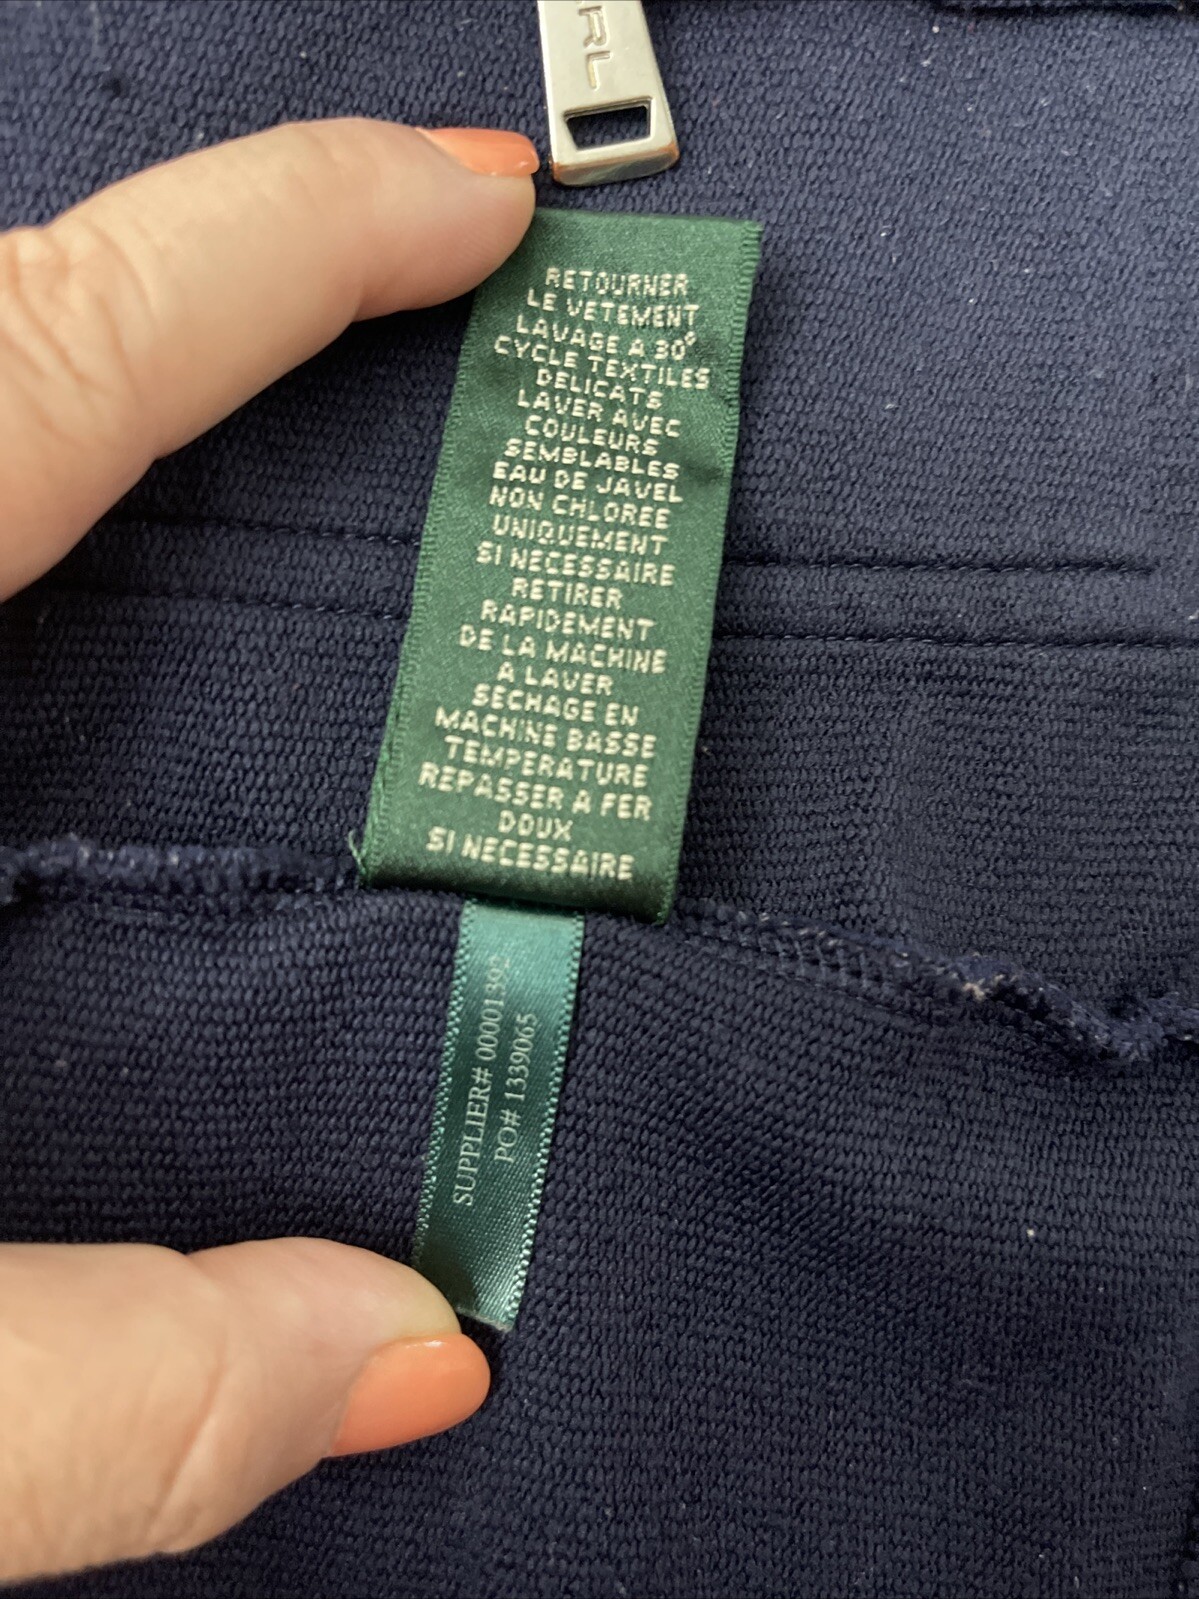 RL
RETOURNER
LE VETEMENT
LAVAGE A 30°
CYCLE TEXTILES
DELICATS
LAVER AVEC
COULEURS
SEMBLABLES
EAU DE JAVEL
NON CHLOREE
UNIQUEMENT
SI NECESSAIRE
RETIRER
RAPIDEMENT
DE LA MACHINE
A LAVER
SECHAGE EN
MACHINE BASSE
TEMPERATURE
REPASSER A FER
DOUX
SI NECESSAIRE
SUPPLIER#
PO# 1339065